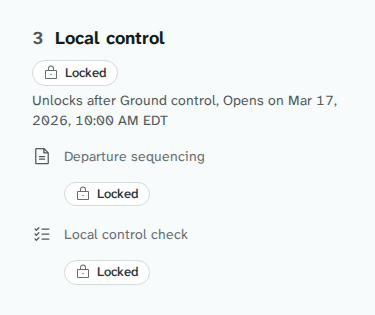 3 Local control
Locked
Unlocks after Ground control, Opens on Mar 17,
2026, 10:00 AM EDT
Departure sequencing
Locked
Local control check
Locked